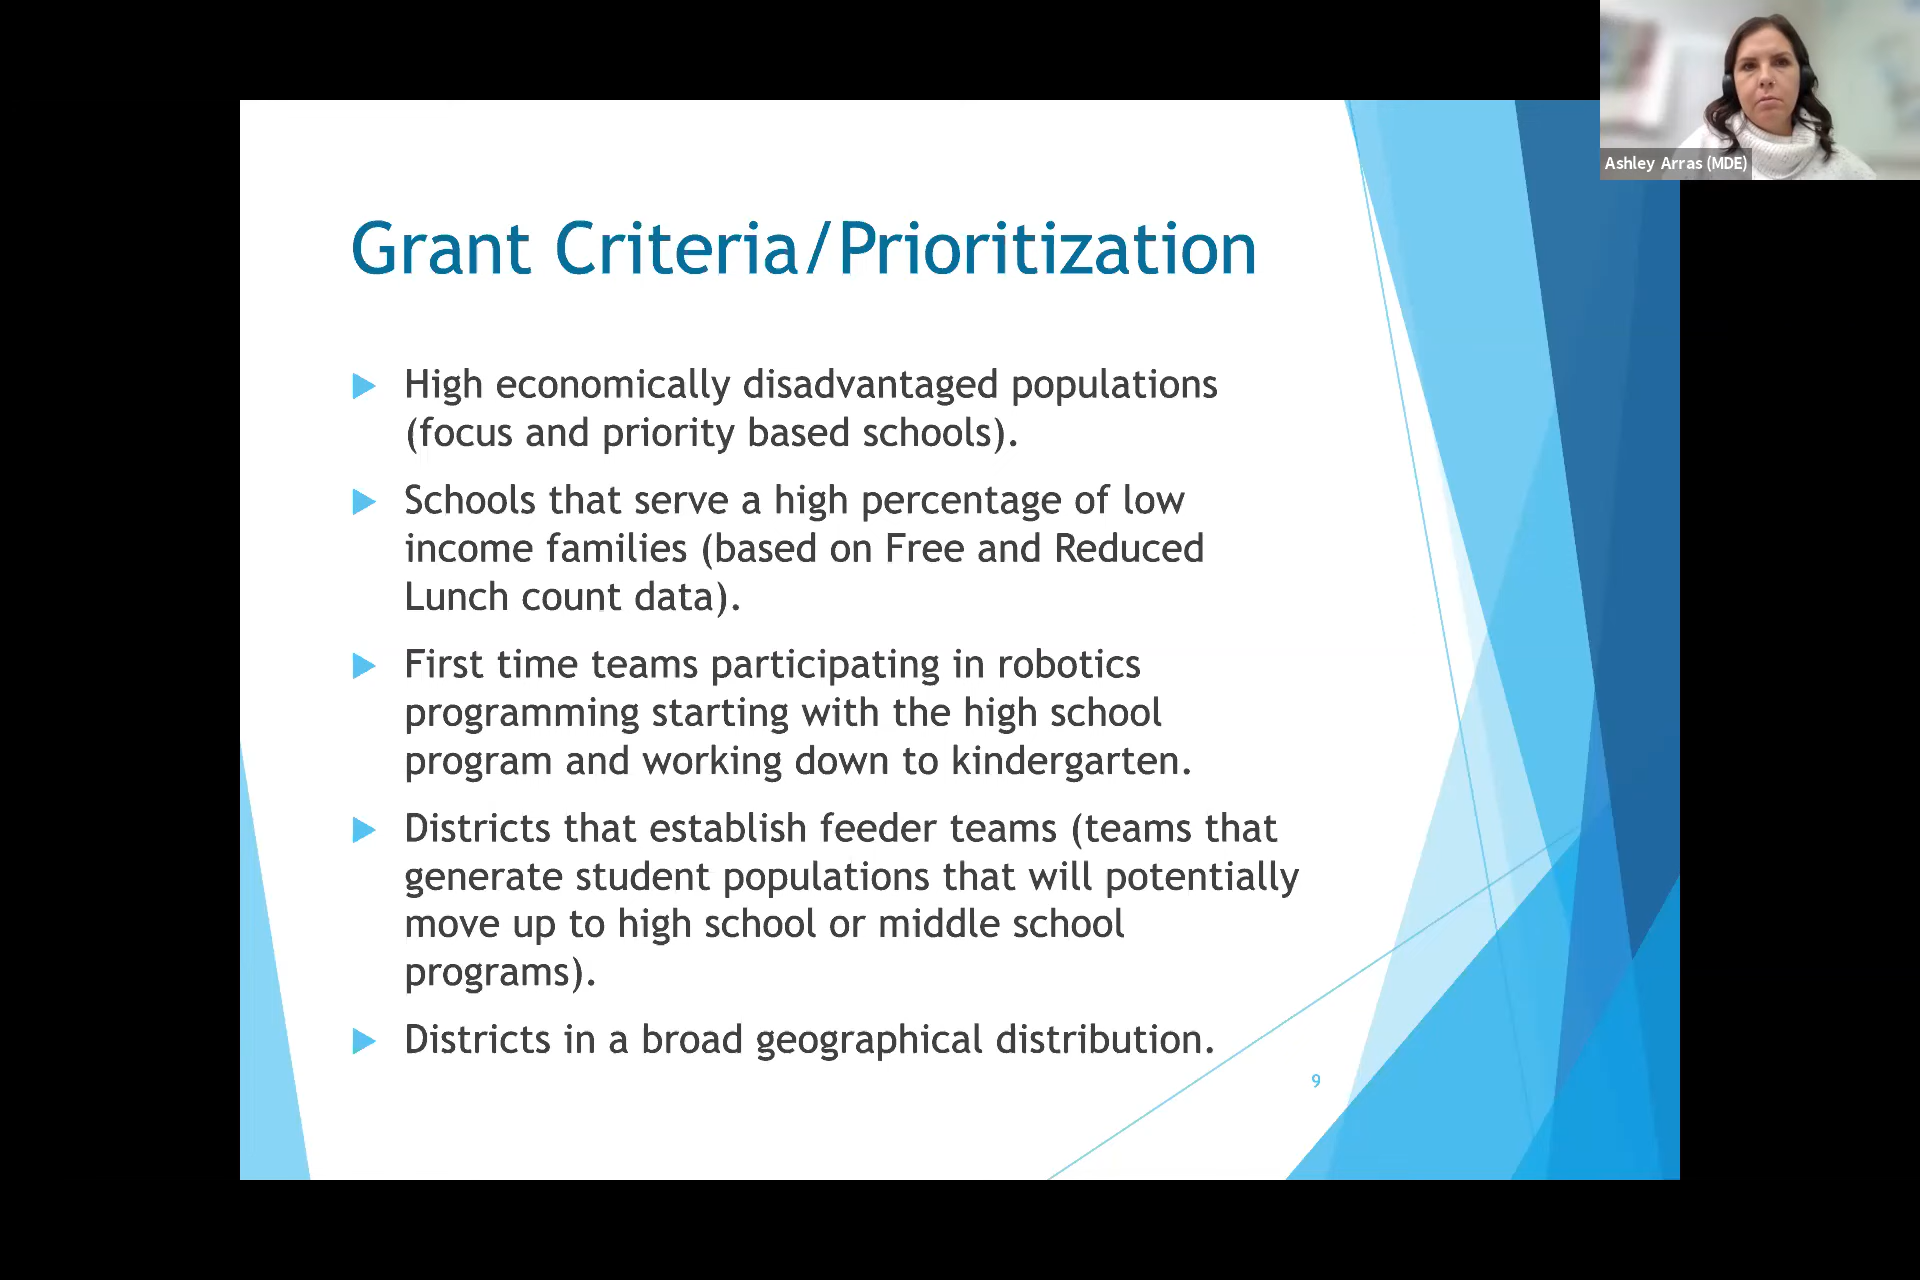 Ashley Arras (MDE)
Grant Criteria/Prioritization
High economically disadvantaged populations
(focus and priority based schools).
Schools that serve a high percentage of low
income families (based on Free and Reduced
Lunch count data).
First time teams participating in robotics
programming starting with the high school
program and working down to kindergarten.
Districts that establish feeder teams (teams that
generate student populations that will potentially
move up to high school or middle school
programs).
Districts in a broad geographical distribution.
9